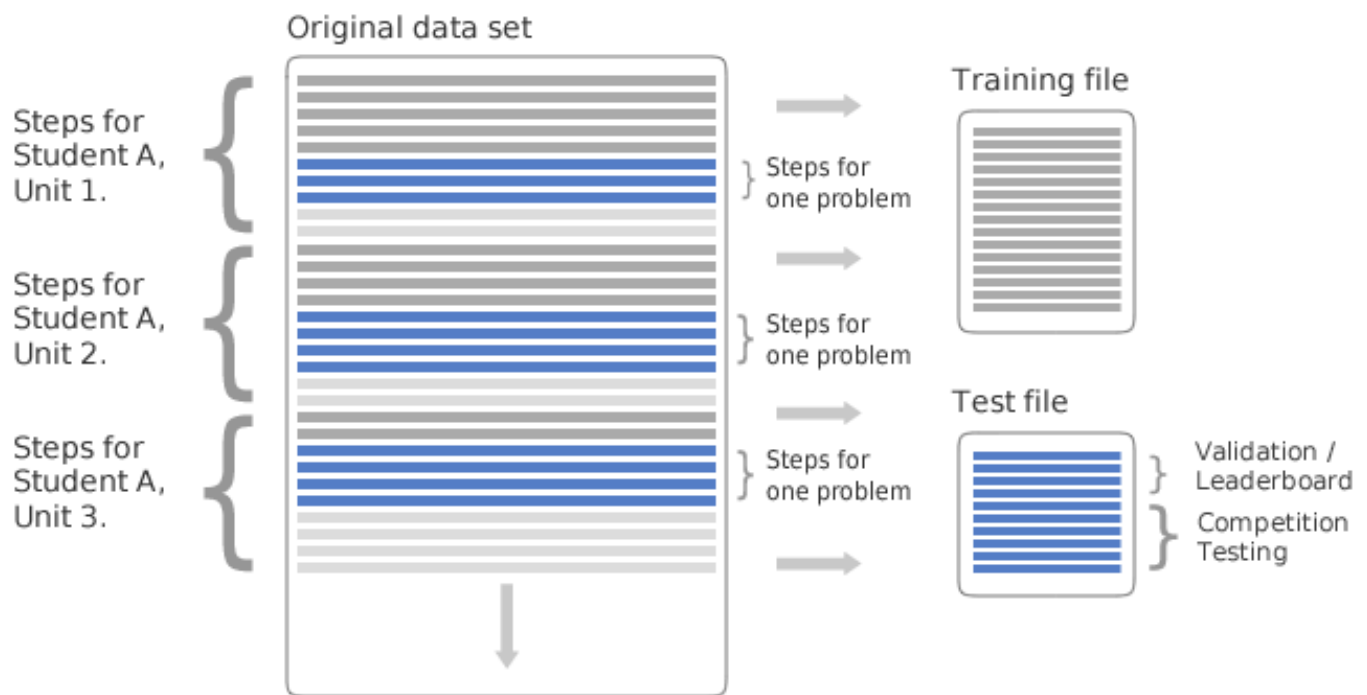 Original data set
Training file
Steps for
Student A,
Unit 1.
Steps for
one problem
Steps for
Student A,
Unit 2.
Steps for
one problem
Test file
Steps for
Student A,
Unit 3.
Steps for
one problem
Validation /
Leaderboard
Competition
Testing